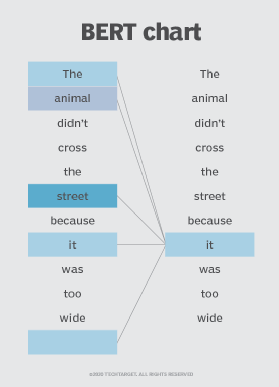 BERT chart
The The
animal animal
didn't didn't
cross cross
the the
street street
because because
it it
was was
too too
wide wide
©2020 TECHTARGET. ALL RIGHTS RESERVED